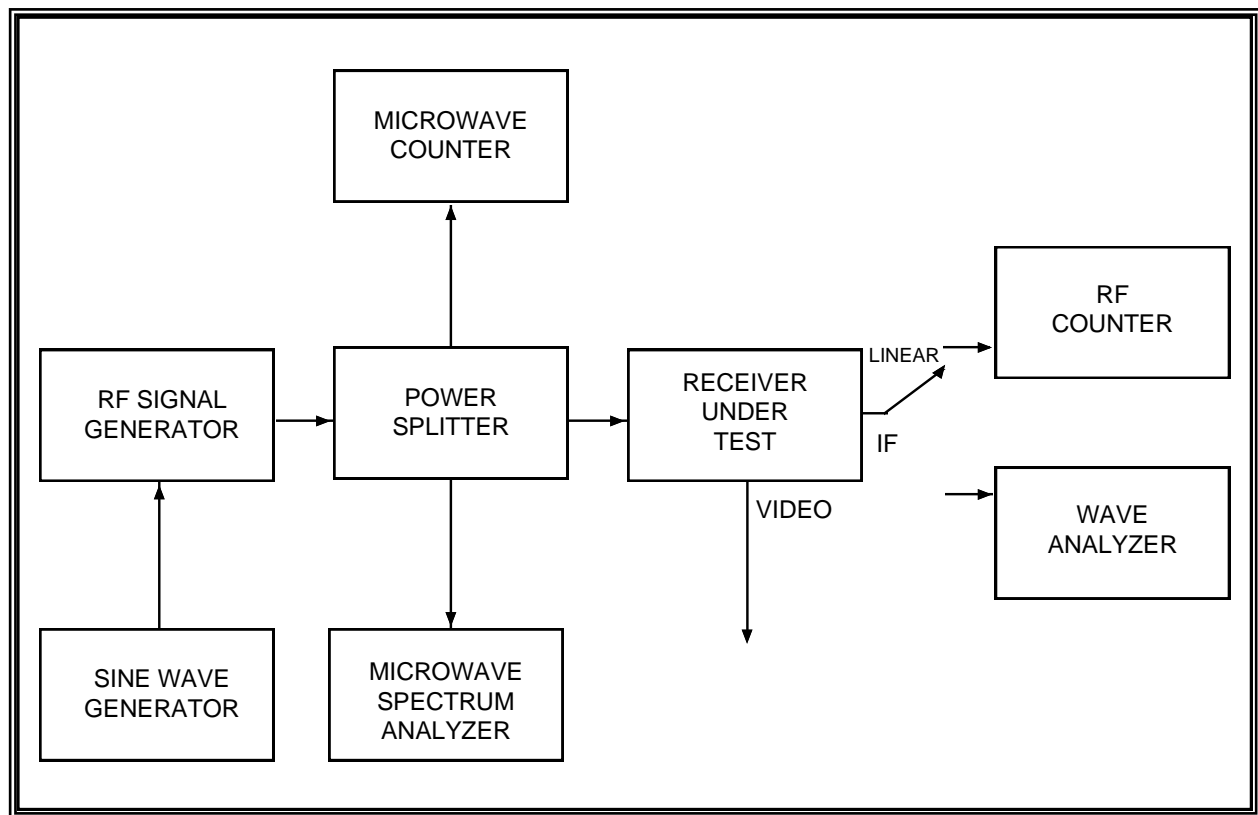 MICROWAVE
COUNTER
RF
COUNTER
LINEAR
RF SIGNAL
GENERATOR
POWER
SPLITTER
RECEIVER
UNDER
TEST
IF
VIDEO
WAVE
ANALYZER
SINE WAVE
GENERATOR
MICROWAVE
SPECTRUM
ANALYZER